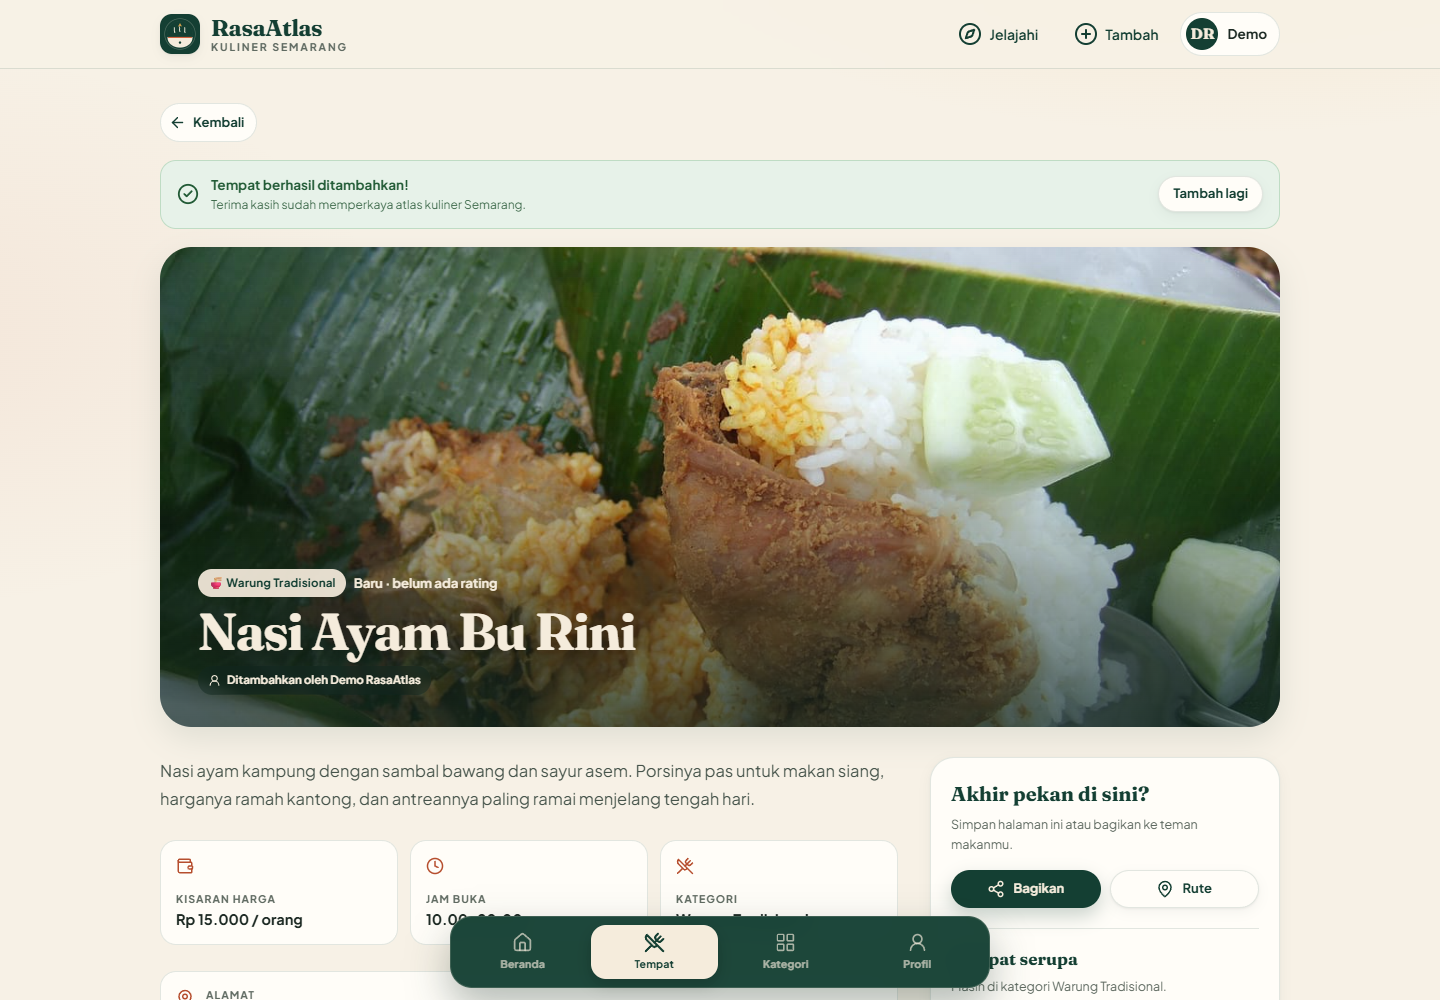 RasaAtlas
KULINER SEMARANG
Jelajahi
Tambah
DR
Demo
Kembali
Tempat berhasil ditambahkan!
Terima kasih sudah memperkaya atlas kuliner Semarang.
Tambah lagi
Warung Tradisional
Baru · belum ada rating
Nasi Ayam Bu Rini
Ditambahkan oleh Demo RasaAtlas
Nasi ayam kampung dengan sambal bawang dan sayur asem. Porsinya pas untuk makan siang,
harganya ramah kantong, dan antreannya paling ramai menjelang tengah hari.
KISARAN HARGA
Rp 15.000 / orang
JAM BUKA
KATEGORI
ALAMAT
Akhir pekan di sini?
Simpan halaman ini atau bagikan ke teman
makanmu.
Bagikan
Rute
serupa
di kategori Warung Tradisional.
Beranda
Tempat
Kategori
Profil